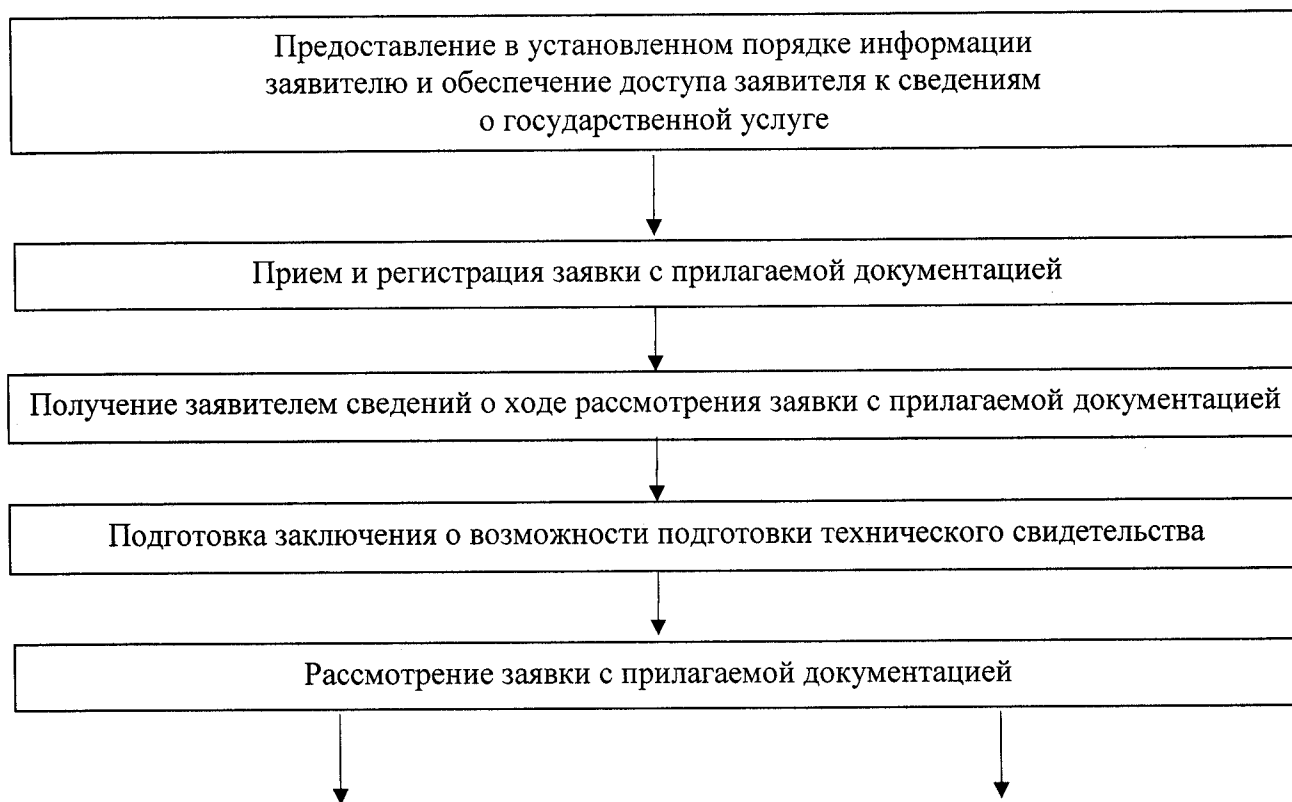 Предоставление в установленном порядке информации
заявителю и обеспечение доступа заявителя к сведениям
о государственной услуге
Прием и регистрация заявки с прилагаемой документацией
Получение заявителем сведений о ходе рассмотрения заявки с прилагаемой документацией
Подготовка заключения о возможности подготовки технического свидетельства
Рассмотрение заявки с прилагаемой документацией